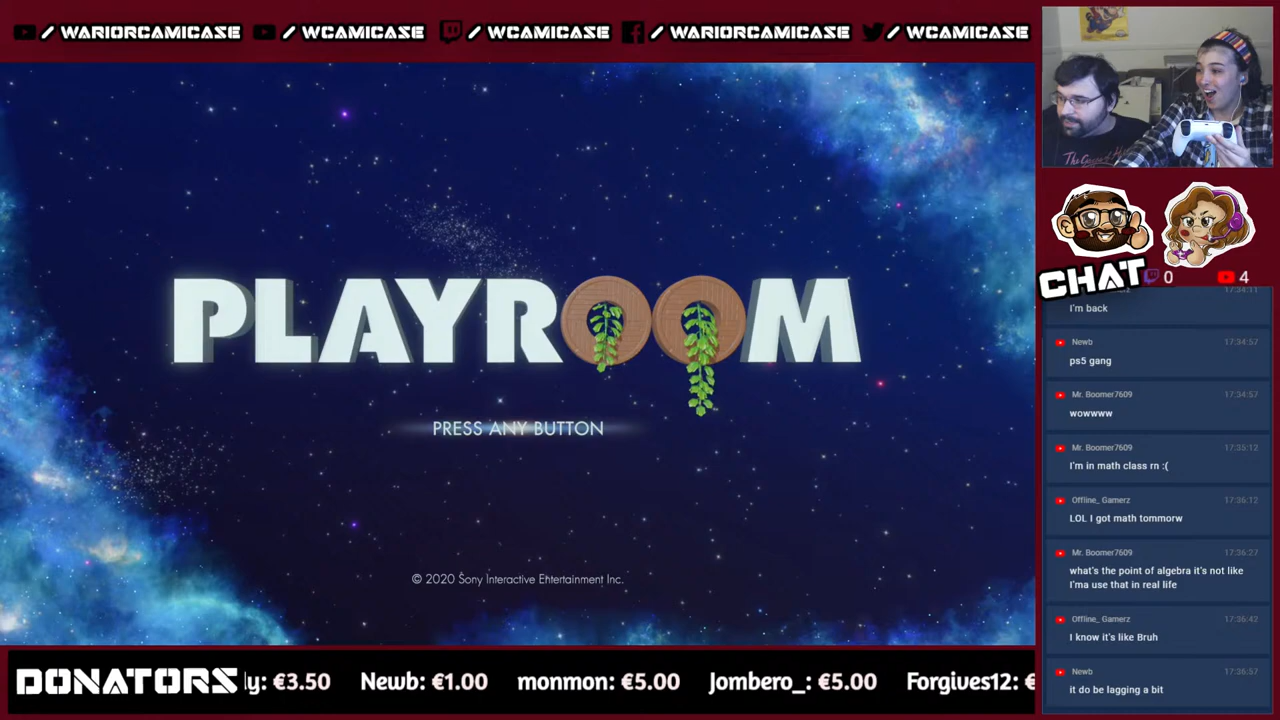 / WARIORCAMICASE / WCAMICASE / WCAMICASE / WARIORCAMICASE / WCAMICASE
PLAYROOM
PRESS ANY BUTTON
© 2020 Sony Interactive Entertainment Inc.
CHAT 0 4
17:34:11
I'm back
Newb 17:34:57
ps5 gang
Mr. Boomer7609 17:34:57
wowwww
Mr. Boomer7609 17:35:12
I'm in math class rn :(
Offline_ Gamerz 17:36:12
LOL I got math tommorw
Mr. Boomer7609 17:36:27
what's the point of algebra it's not like
I'ma use that in real life
Offline_ Gamerz 17:36:42
I know it's like Bruh
Newb 17:36:57
it do be lagging a bit
DONATORS ly: €3.50 Newb: €1.00 monmon: €5.00 Jombero_: €5.00 Forgives12: €